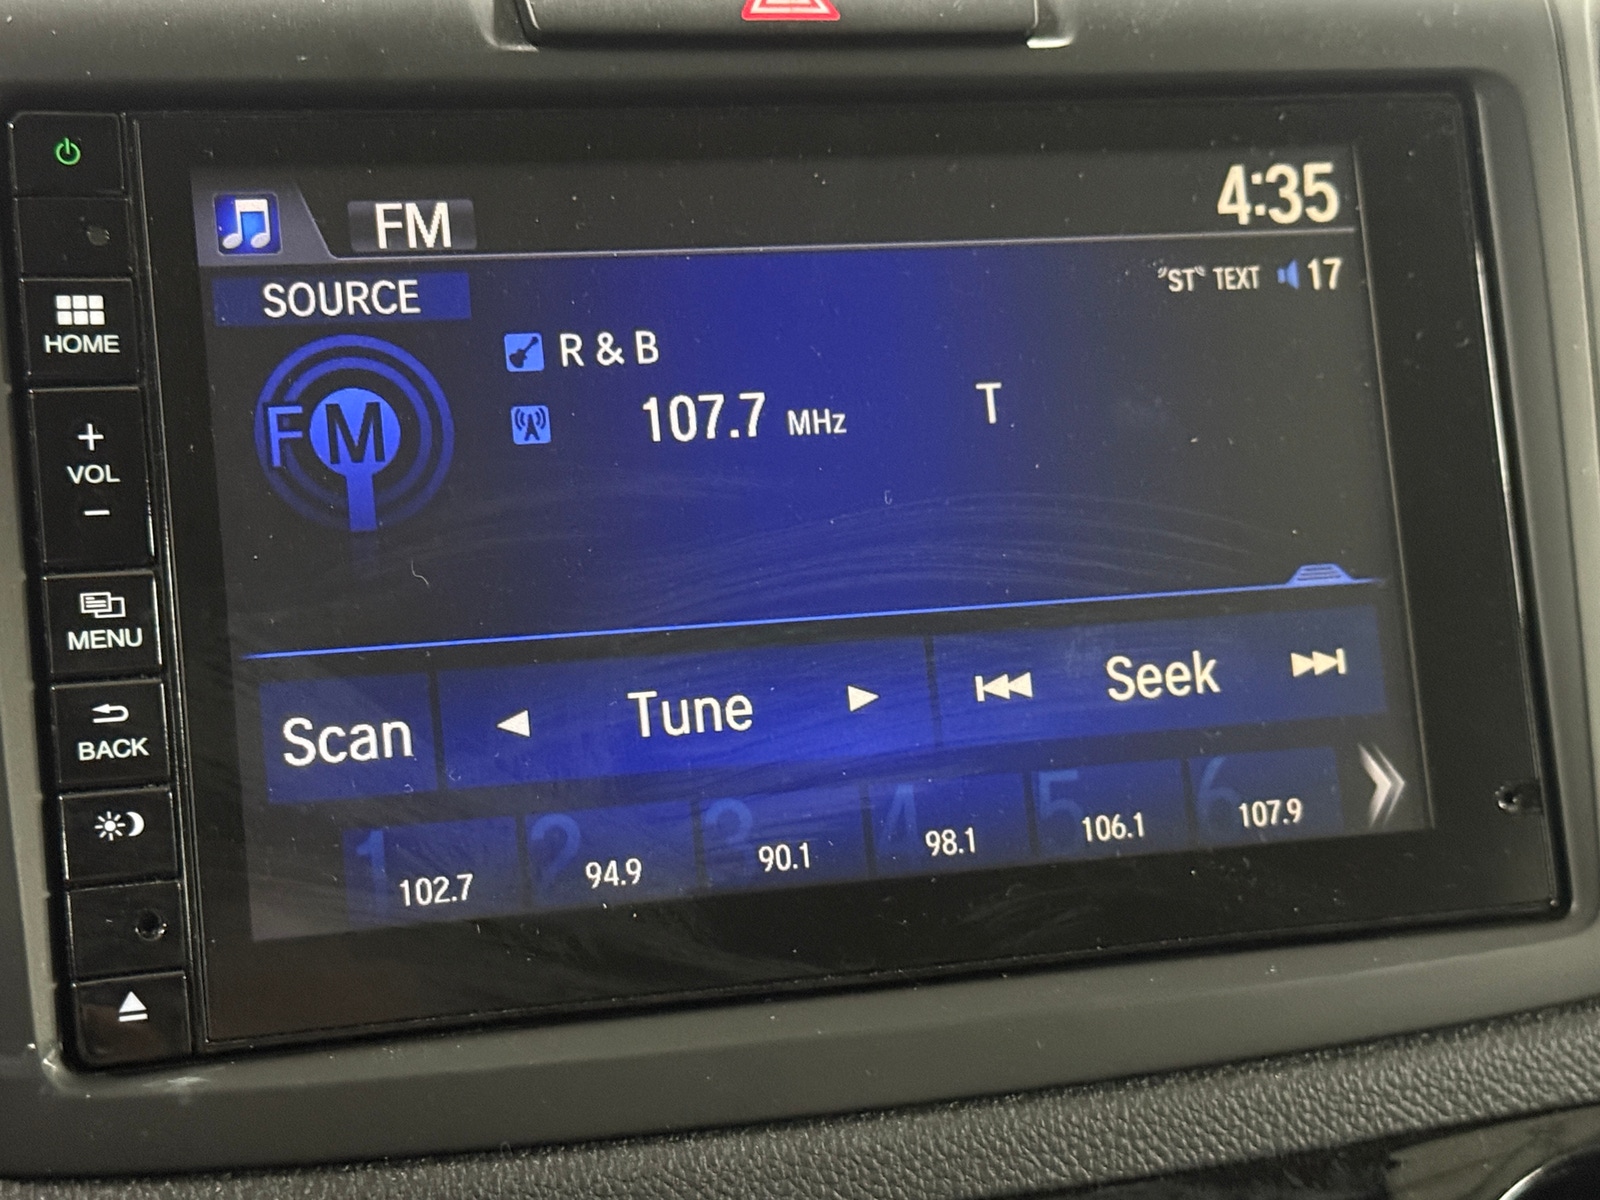 FM
4:35
SOURCE
"ST" TEXT 17
R & B
FM
107.7 MHz T
HOME
+
VOL
−
MENU
BACK
Scan Tune Seek
1 102.7
2 94.9
3 90.1
4 98.1
5 106.1
6 107.9